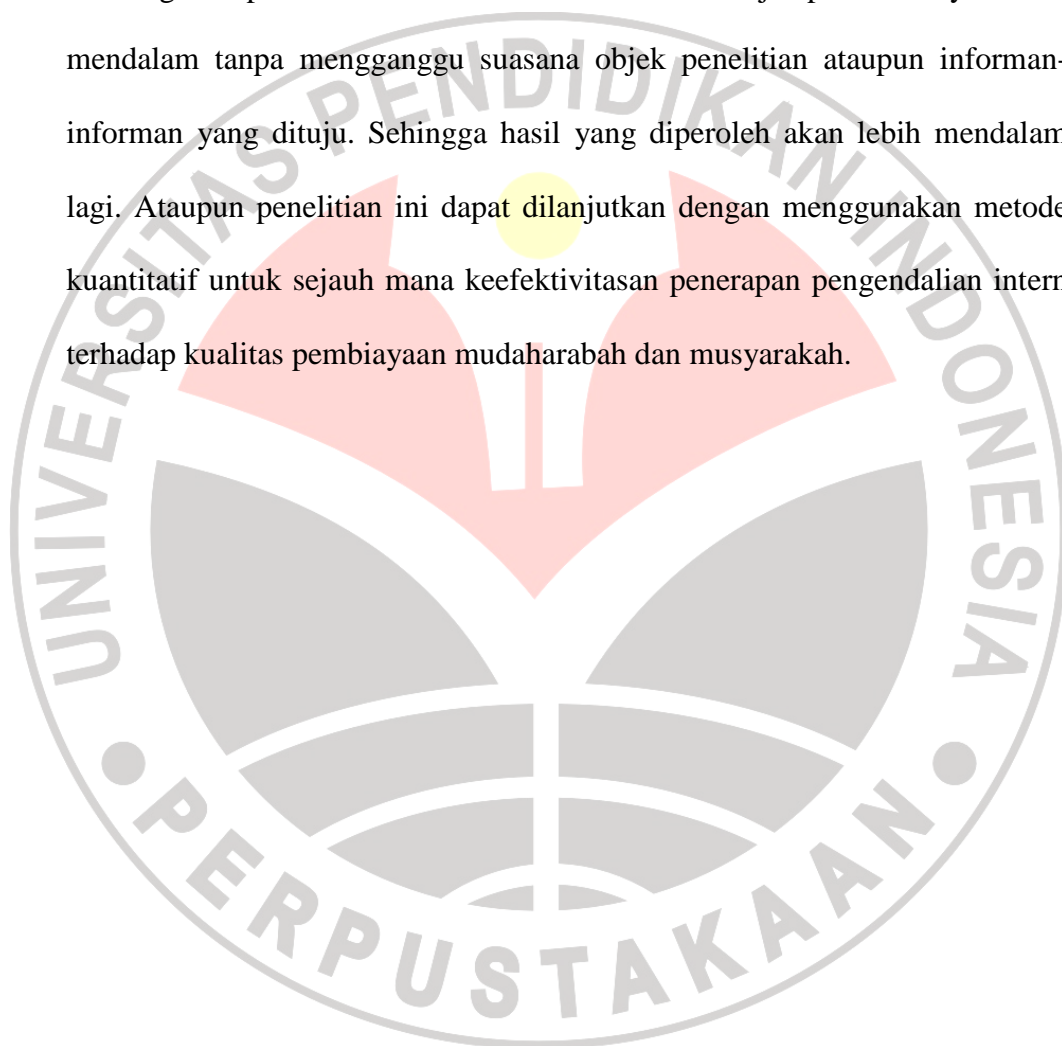 mendalam tanpa mengganggu suasana objek penelitian ataupun informan-
informan yang dituju. Sehingga hasil yang diperoleh akan lebih mendalam
lagi. Ataupun penelitian ini dapat dilanjutkan dengan menggunakan metode
kuantitatif untuk sejauh mana keefektivitasan penerapan pengendalian intern
terhadap kualitas pembiayaan mudaharabah dan musyarakah.
UNIVERSITAS PENDIDIKAN INDONESIA
PERPUSTAKAAN